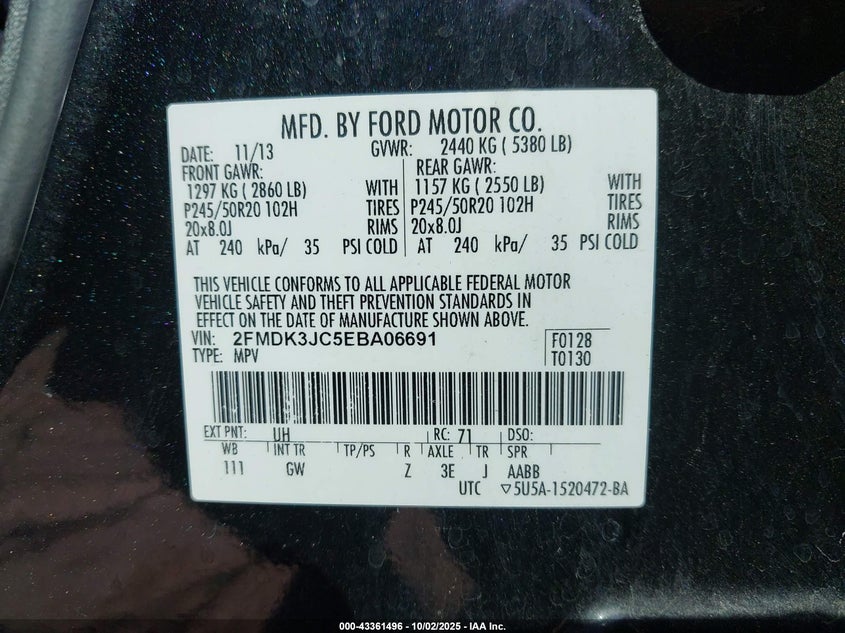 MFD. BY FORD MOTOR CO.
DATE: 11/13 GVWR: 2440 KG ( 5380 LB)
FRONT GAWR: REAR GAWR:
1297 KG ( 2860 LB) WITH 1157 KG ( 2550 LB) WITH
P245/50R20 102H TIRES P245/50R20 102H TIRES
20x8.0J RIMS 20x8.0J RIMS
AT 240 kPa/ 35 PSI COLD AT 240 kPa/ 35 PSI COLD
THIS VEHICLE CONFORMS TO ALL APPLICABLE FEDERAL MOTOR
VEHICLE SAFETY AND THEFT PREVENTION STANDARDS IN
EFFECT ON THE DATE OF MANUFACTURE SHOWN ABOVE.
VIN: 2FMDK3JC5EBA06691 F0128
TYPE: MPV T0130
EXT PNT: UH RC: 71 DSO:
WB INT TR TP/PS R AXLE TR SPR
111 GW Z 3E J AABB
UTC ▽5U5A-1520472-BA
000-43361496 - 10/02/2025 - IAA Inc.